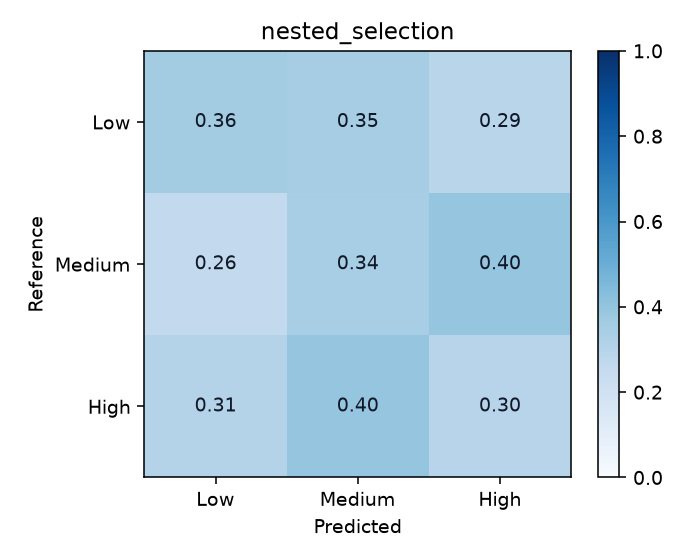 nested_selection
1.0
Low 0.36 0.35 0.29
0.8
0.6
Reference
Medium 0.26 0.34 0.40
0.4
High 0.31 0.40 0.30
0.2
0.0
Low Medium High
Predicted